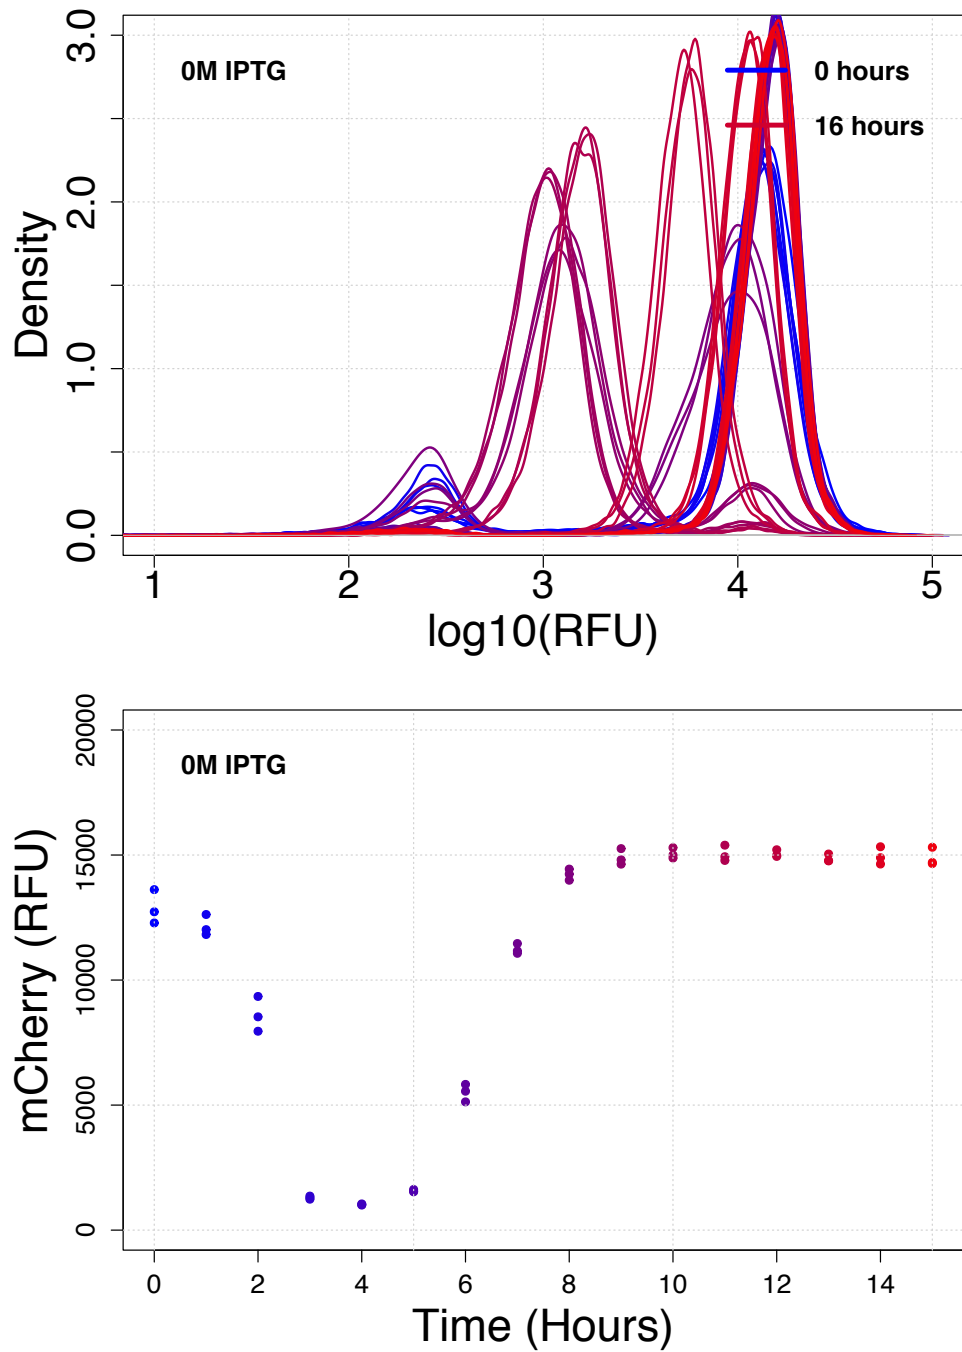 3.0
0M IPTG
0 hours
16 hours
2.0
Density
1.0
0.0
1 2 3 4 5
log10(RFU)
20000
0M IPTG
15000
mCherry (RFU)
10000
5000
0
0 2 4 6 8 10 12 14
Time (Hours)